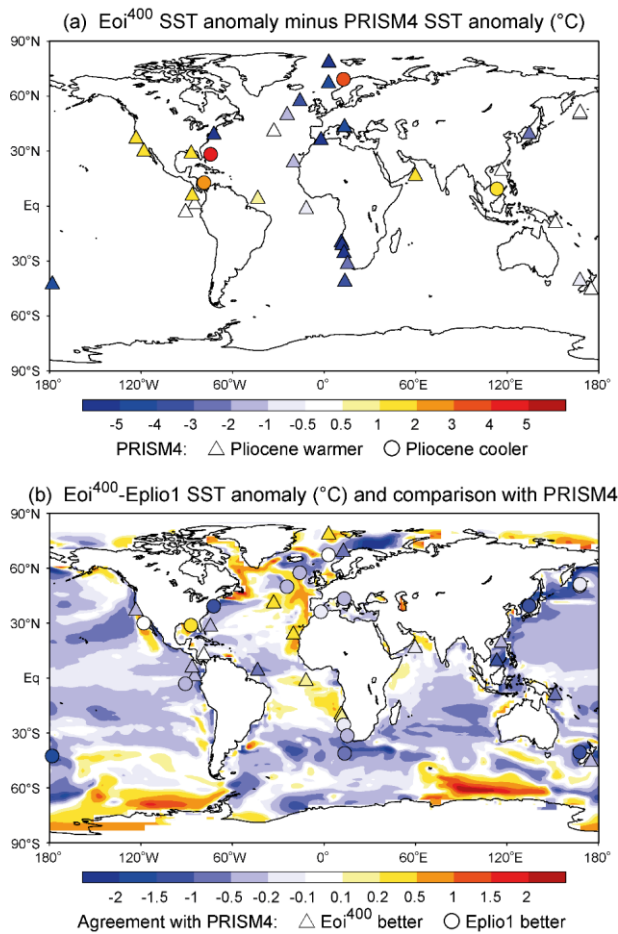 (a) Eoi⁴⁰⁰ SST anomaly minus PRISM4 SST anomaly (°C)
90°N
60°N
30°N
Eq
30°S
60°S
90°S
180° 120°W 60°W 0° 60°E 120°E 180°
-5 -4 -3 -2 -1 -0.5 0.5 1 2 3 4 5
PRISM4: △ Pliocene warmer ○ Pliocene cooler
(b) Eoi⁴⁰⁰-Eplio1 SST anomaly (°C) and comparison with PRISM4
90°N
60°N
30°N
Eq
30°S
60°S
90°S
180° 120°W 60°W 0° 60°E 120°E 180°
-2 -1.5 -1 -0.5 -0.2 -0.1 0.1 0.2 0.5 1 1.5 2
Agreement with PRISM4: △ Eoi⁴⁰⁰ better ○ Eplio1 better